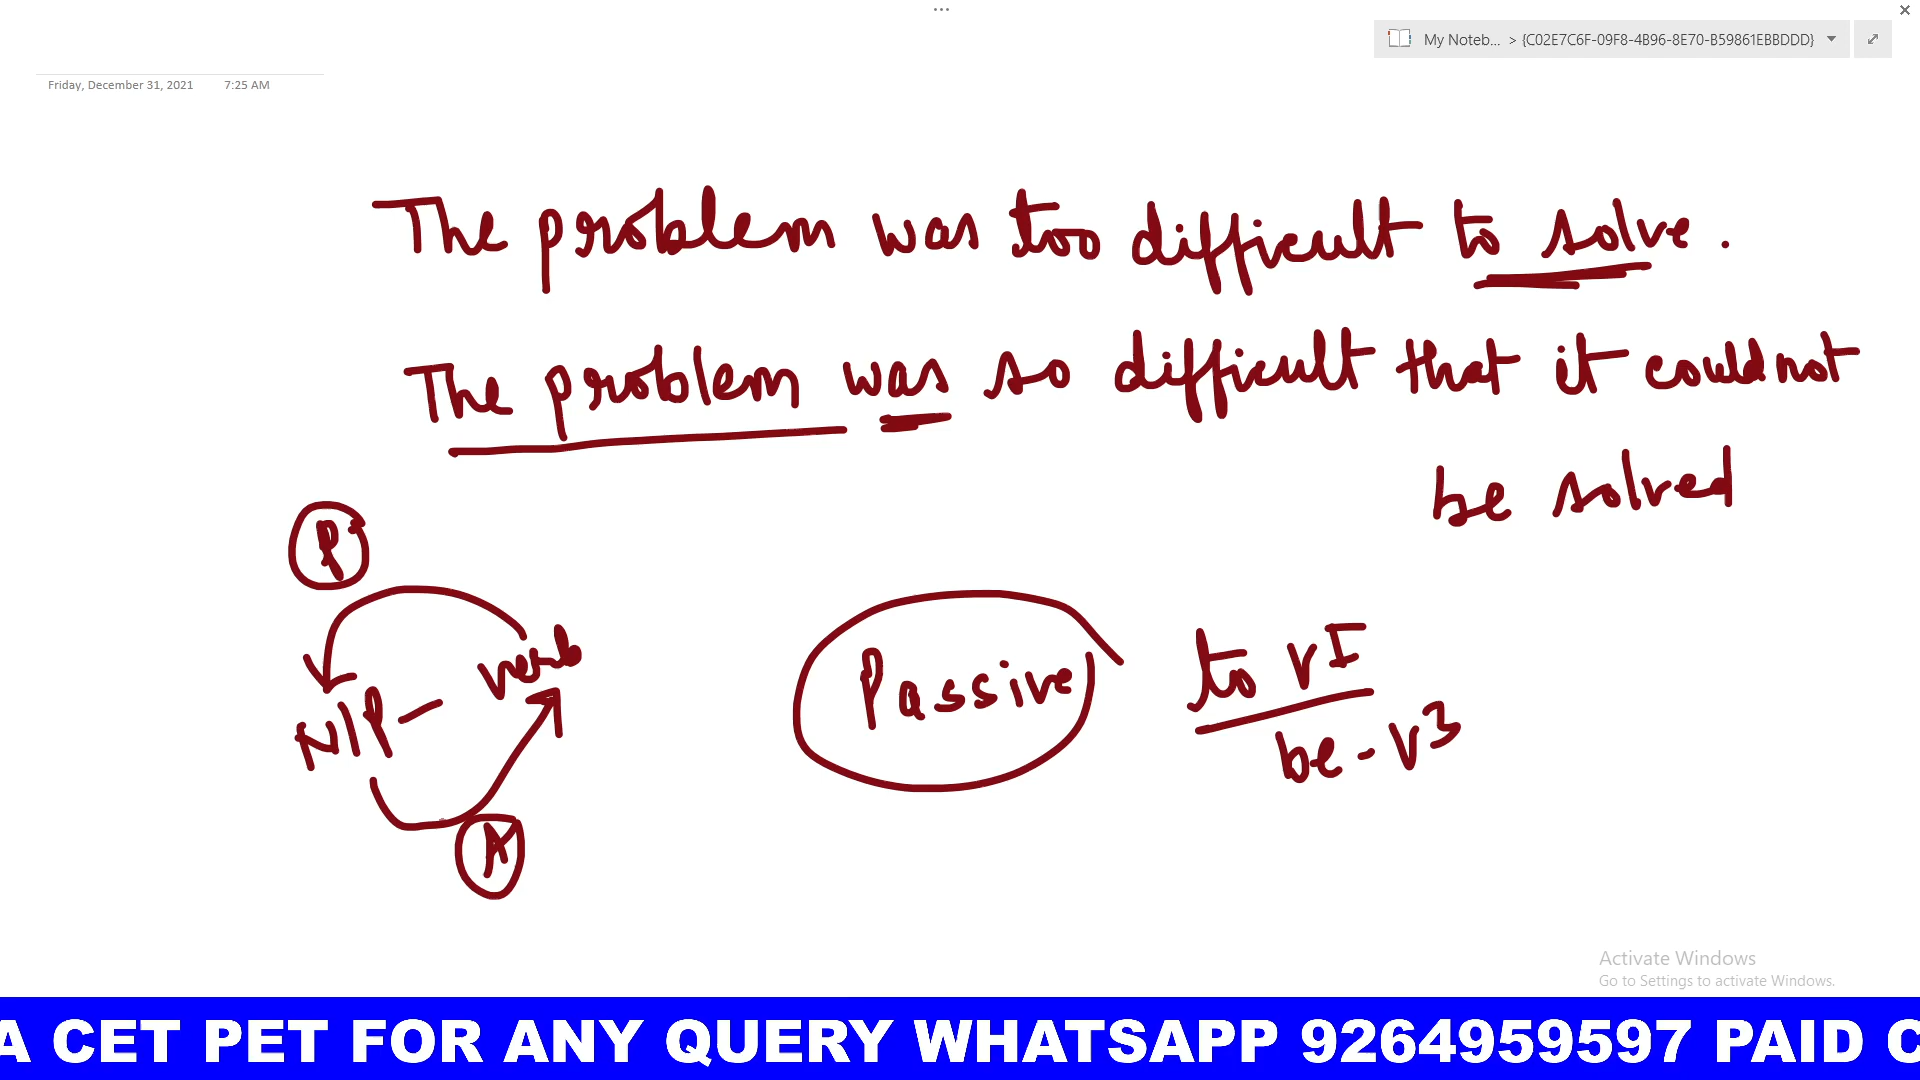 ...
My Noteb... > {C02E7C6F-09F8-4B96-8E70-B59861EBBDDD}
Friday, December 31, 2021 7:25 AM
The problem was too difficult to solve.
The problem was so difficult that it could not
be solved
P
N/P - verb
A
Passive
to vI
be - v3
Activate Windows
Go to Settings to activate Windows.
A CET PET FOR ANY QUERY WHATSAPP 9264959597 PAID C